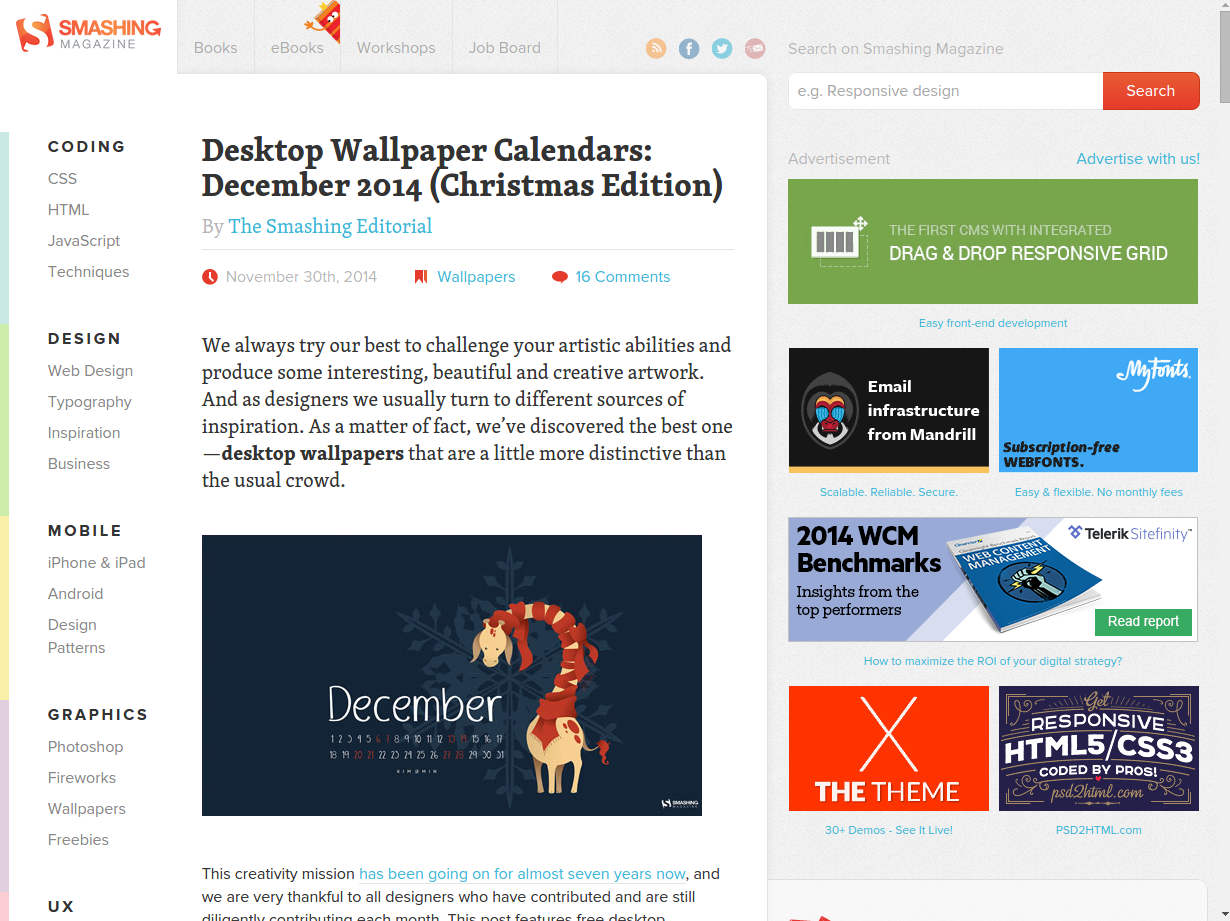 SMASHING
MAGAZINE
Books
eBooks
Workshops
Job Board
Search on Smashing Magazine
e.g. Responsive design
Search
CODING
CSS
HTML
JavaScript
Techniques
DESIGN
Web Design
Typography
Inspiration
Business
MOBILE
iPhone & iPad
Android
Design
Patterns
GRAPHICS
Photoshop
Fireworks
Wallpapers
Freebies
UX
Desktop Wallpaper Calendars:
December 2014 (Christmas Edition)
By The Smashing Editorial
November 30th, 2014
Wallpapers
16 Comments
We always try our best to challenge your artistic abilities and
produce some interesting, beautiful and creative artwork.
And as designers we usually turn to different sources of
inspiration. As a matter of fact, we’ve discovered the best one
—desktop wallpapers that are a little more distinctive than
the usual crowd.
December
1 2 3 4 5 6 7 8 9 10 11 12 13 14 15 16 17
18 19 20 21 22 23 24 25 26 27 28 29 30 31
KIM@MIN
SMASHING
MAGAZINE
This creativity mission has been going on for almost seven years now, and
we are very thankful to all designers who have contributed and are still
diligently contributing each month. This post features free desktop
Advertisement
Advertise with us!
THE FIRST CMS WITH INTEGRATED
DRAG & DROP RESPONSIVE GRID
Easy front-end development
Email
infrastructure
from Mandrill
Scalable. Reliable. Secure.
MyFonts
Subscription-free
WEBFONTS.
Easy & flexible. No monthly fees
2014 WCM
Benchmarks
Insights from the
top performers
WEB CONTENT
MANAGEMENT
Telerik Sitefinity™
Read report
How to maximize the ROI of your digital strategy?
X
THE THEME
30+ Demos - See It Live!
Get
RESPONSIVE
HTML5/CSS3
CODED BY PROS!
psd2html.com
PSD2HTML.com